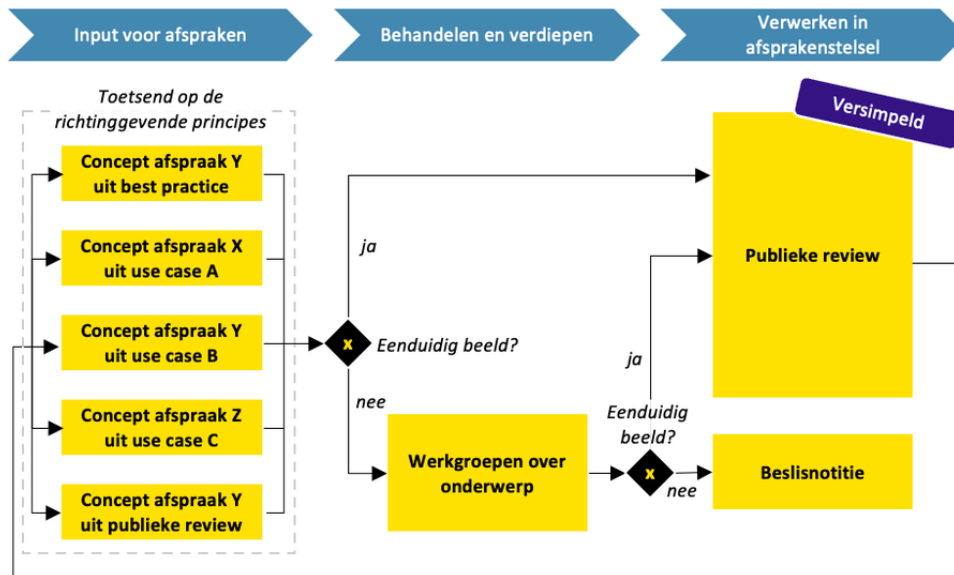 Input voor afspraken
Behandelen en verdiepen
Verwerken in
afsprakenstelsel
Toetsend op de
richtinggevende principes
Versimpeld
Concept afspraak Y
uit best practice
Concept afspraak X
uit use case A
Concept afspraak Y
uit use case B
Concept afspraak Z
uit use case C
Concept afspraak Y
uit publieke review
ja
x
Eenduidig beeld?
nee
Werkgroepen over
onderwerp
ja
Eenduidig
beeld?
x
nee
Publieke review
Beslisnotitie